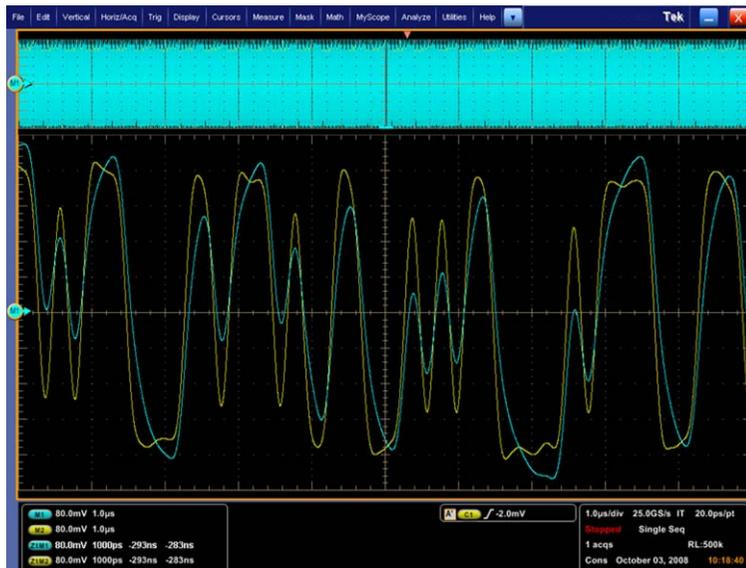 File Edit Vertical Horiz/Acq Trig Display Cursors Measure Mask Math MyScope Analyze Utilities Help Tek X
M1
M1
M1 80.0mV 1.0µs
M2 80.0mV 1.0µs
Z1M1 80.0mV 1000ps -293ns -283ns
Z1M2 80.0mV 1000ps -293ns -283ns
A' C1 -2.0mV
1.0µs/div 25.0GS/s IT 20.0ps/pt
Stopped Single Seq
1 acqs RL:500k
Cons October 03, 2008 10:18:40